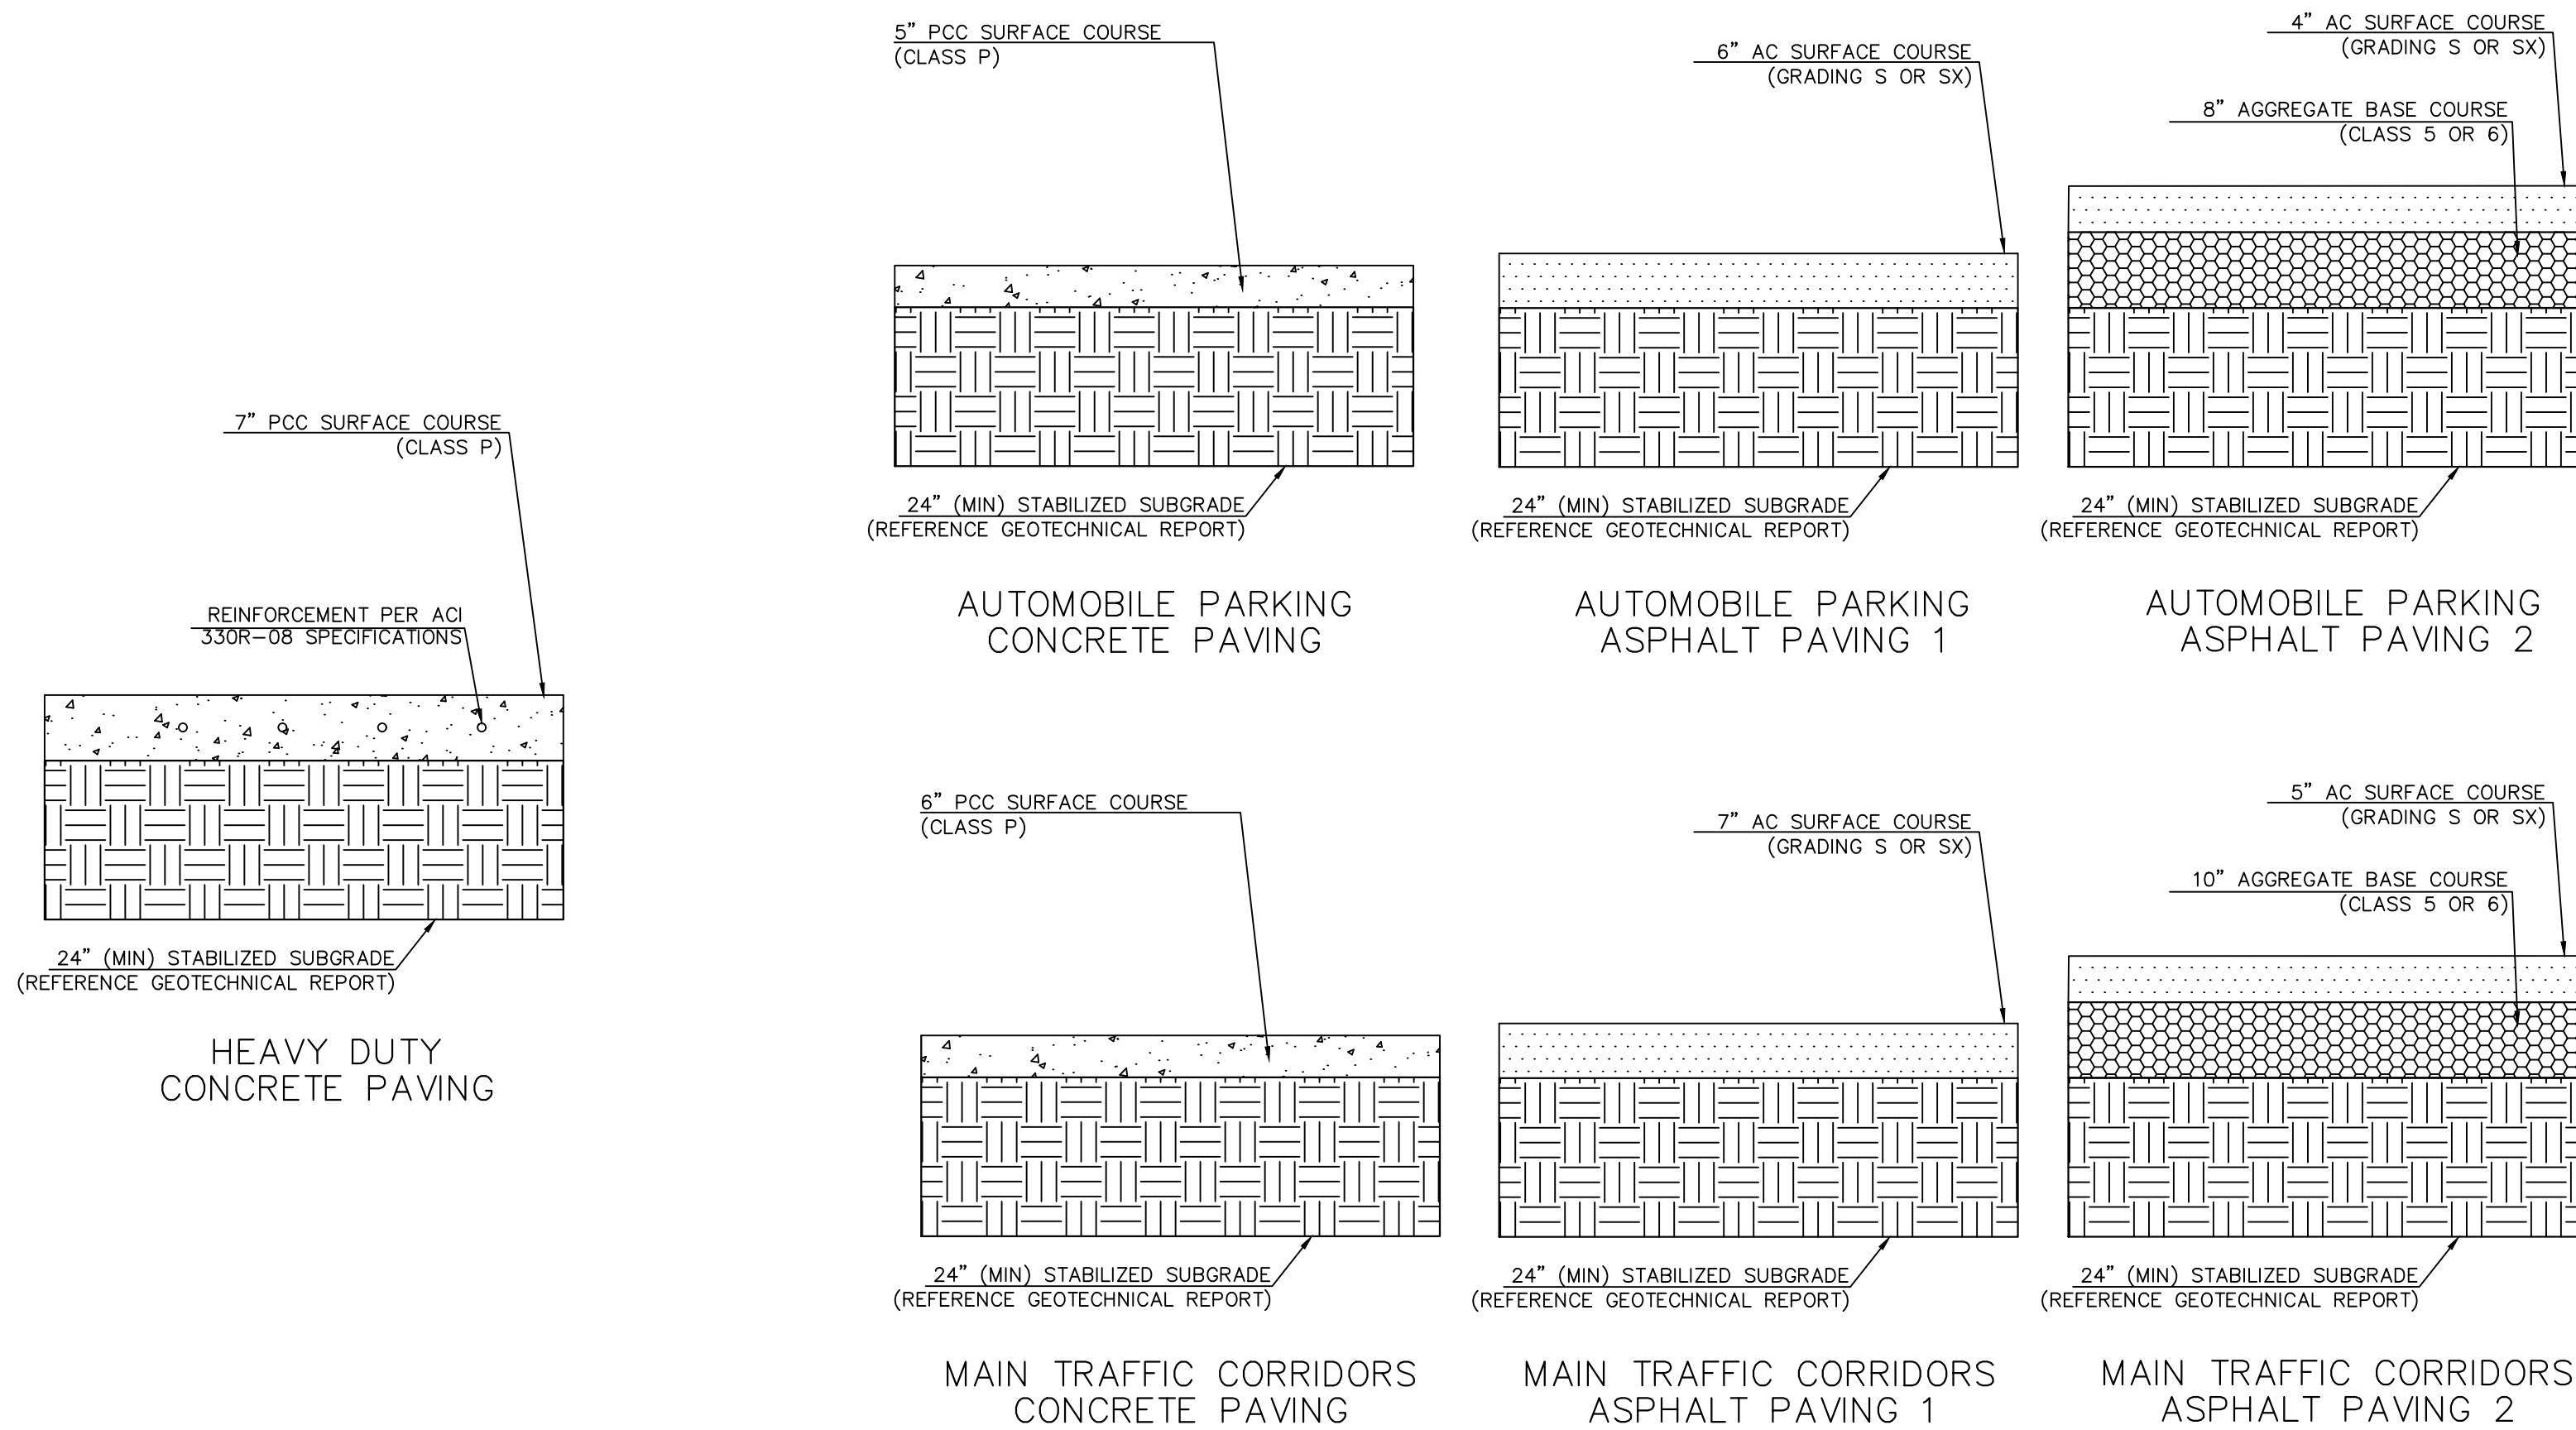 7” PCC SURFACE COURSE
(CLASS P)
REINFORCEMENT PER ACI
330R-08 SPECIFICATIONS
24” (MIN) STABILIZED SUBGRADE
(REFERENCE GEOTECHNICAL REPORT)
HEAVY DUTY
CONCRETE PAVING
5” PCC SURFACE COURSE
(CLASS P)
24” (MIN) STABILIZED SUBGRADE
(REFERENCE GEOTECHNICAL REPORT)
AUTOMOBILE PARKING
CONCRETE PAVING
6” AC SURFACE COURSE
(GRADING S OR SX)
24” (MIN) STABILIZED SUBGRADE
(REFERENCE GEOTECHNICAL REPORT)
AUTOMOBILE PARKING
ASPHALT PAVING 1
4” AC SURFACE COURSE
(GRADING S OR SX)
8” AGGREGATE BASE COURSE
(CLASS 5 OR 6)
24” (MIN) STABILIZED SUBGRADE
(REFERENCE GEOTECHNICAL REPORT)
AUTOMOBILE PARKING
ASPHALT PAVING 2
6” PCC SURFACE COURSE
(CLASS P)
24” (MIN) STABILIZED SUBGRADE
(REFERENCE GEOTECHNICAL REPORT)
MAIN TRAFFIC CORRIDORS
CONCRETE PAVING
7” AC SURFACE COURSE
(GRADING S OR SX)
24” (MIN) STABILIZED SUBGRADE
(REFERENCE GEOTECHNICAL REPORT)
MAIN TRAFFIC CORRIDORS
ASPHALT PAVING 1
5” AC SURFACE COURSE
(GRADING S OR SX)
10” AGGREGATE BASE COURSE
(CLASS 5 OR 6)
24” (MIN) STABILIZED SUBGRADE
(REFERENCE GEOTECHNICAL REPORT)
MAIN TRAFFIC CORRIDORS
ASPHALT PAVING 2